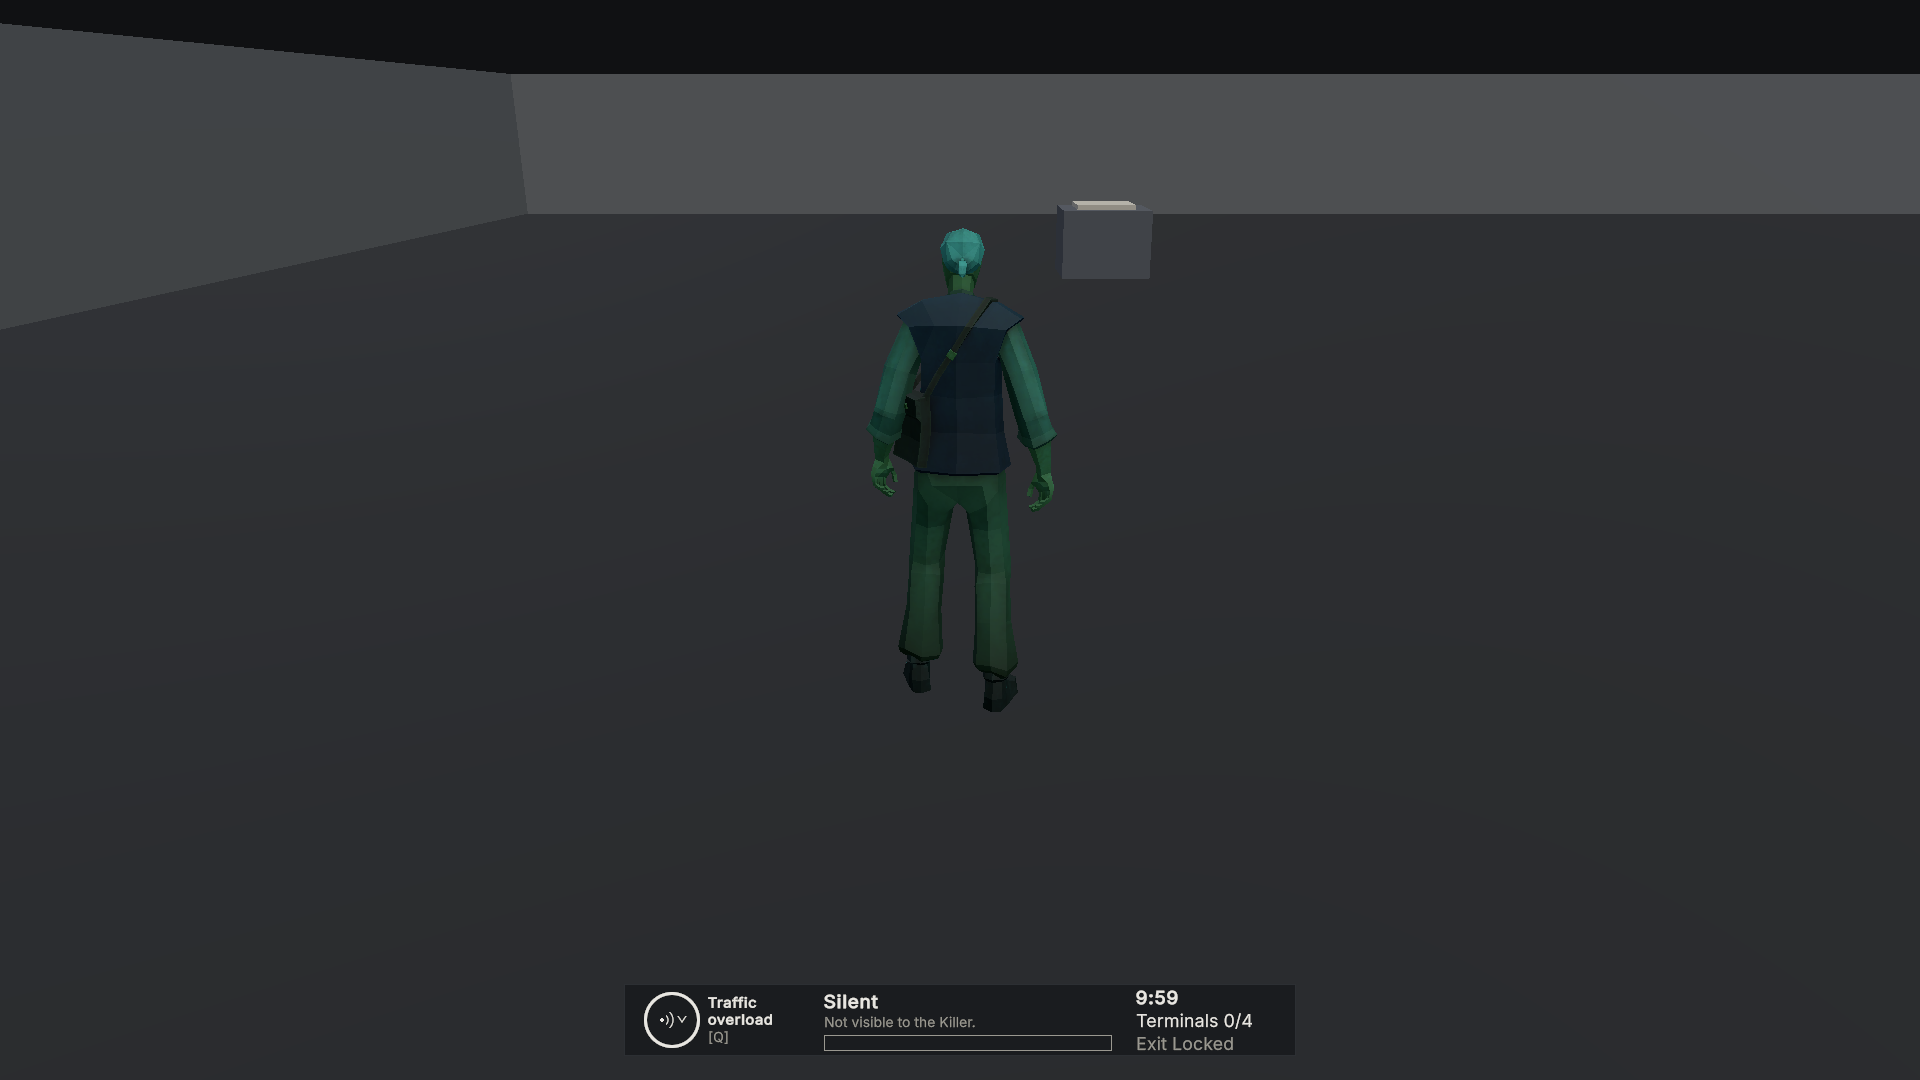 Traffic
overload
[Q]
Silent
Not visible to the Killer.
9:59
Terminals 0/4
Exit Locked